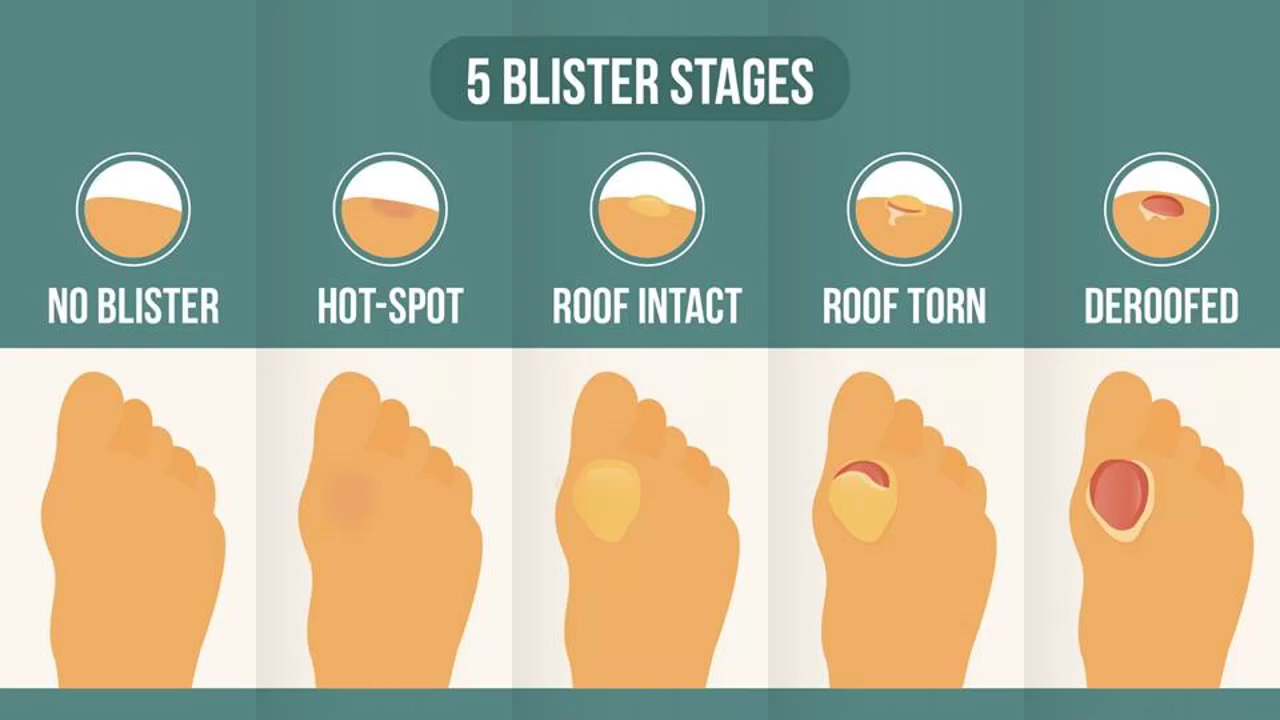 5 BLISTER STAGES
NO BLISTER
HOT-SPOT
ROOF INTACT
ROOF TORN
DEROOFED